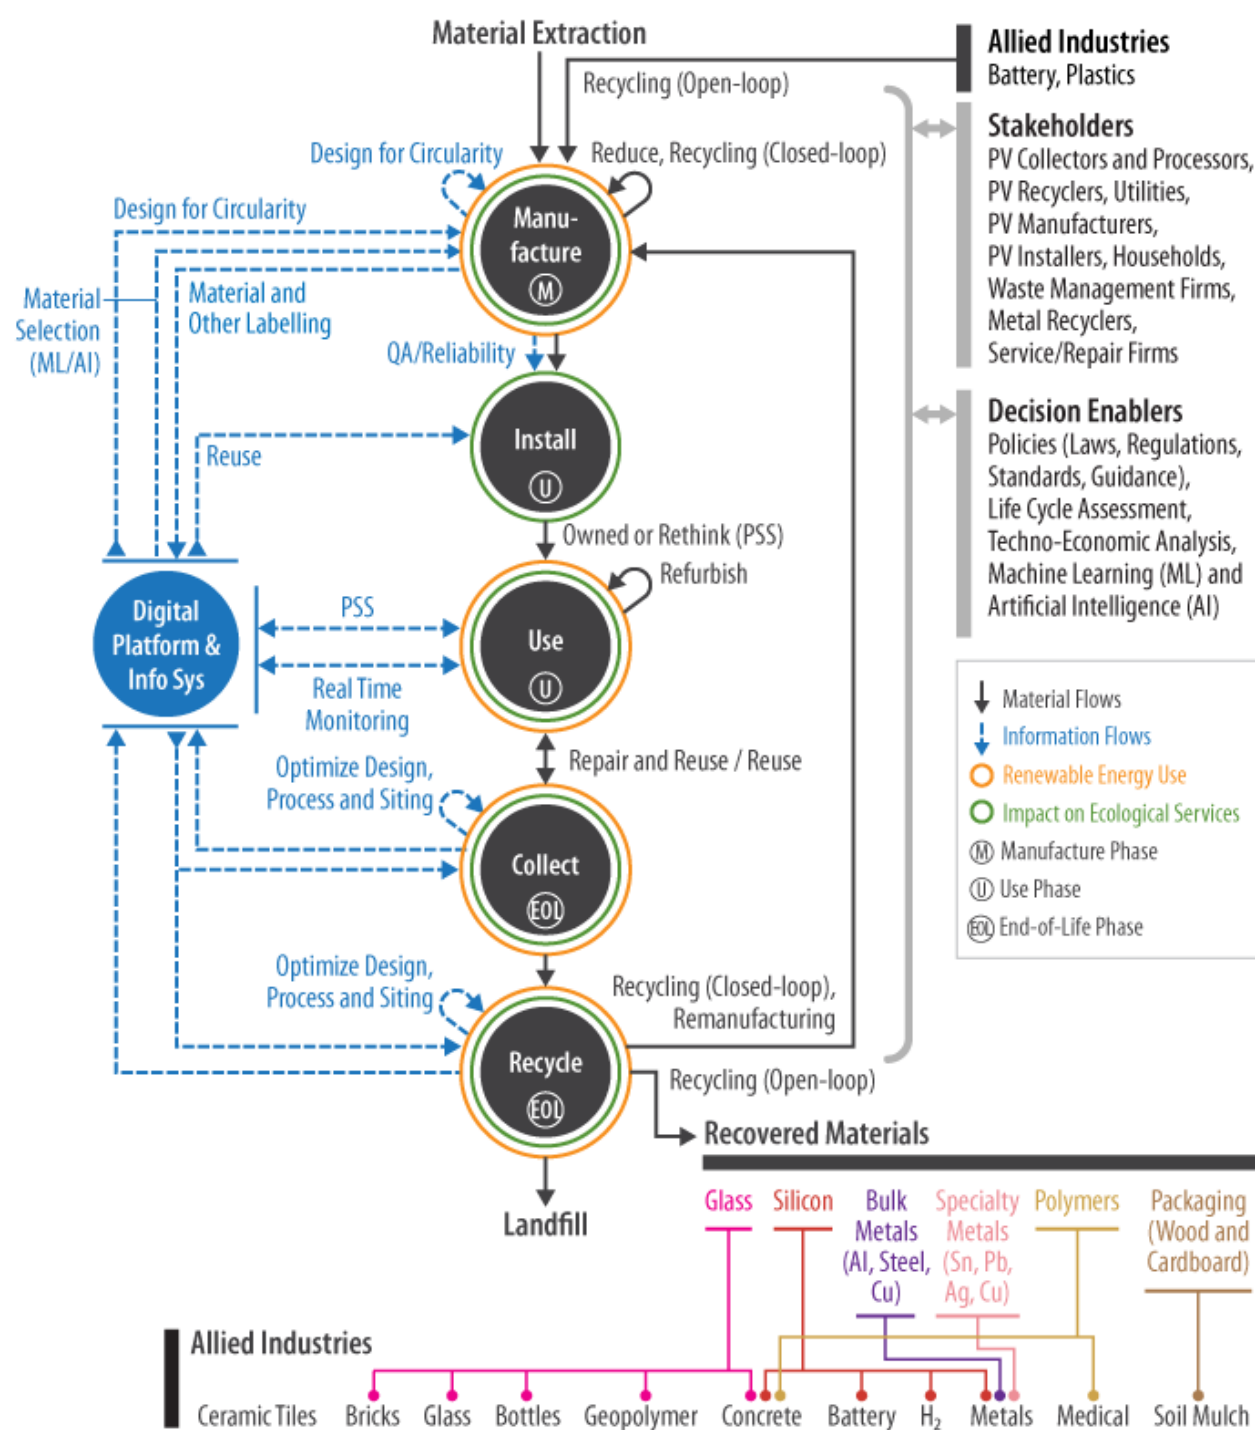 Material Extraction
Allied Industries
Battery, Plastics
Recycling (Open-loop)
Stakeholders
PV Collectors and Processors,
PV Recyclers, Utilities,
PV Manufacturers,
PV Installers, Households,
Waste Management Firms,
Metal Recyclers,
Service/Repair Firms
Design for Circularity
Reduce, Recycling (Closed-loop)
Design for Circularity
Manu-
facture
M
Material
Selection
(ML/AI)
Material and
Other Labelling
QA/Reliability
Decision Enablers
Policies (Laws, Regulations,
Standards, Guidance),
Life Cycle Assessment,
Techno-Economic Analysis,
Machine Learning (ML) and
Artificial Intelligence (AI)
Install
U
Reuse
Owned or Rethink (PSS)
Refurbish
Digital
Platform &
Info Sys
PSS
Use
U
Real Time
Monitoring
Material Flows
Information Flows
Renewable Energy Use
Impact on Ecological Services
M Manufacture Phase
U Use Phase
EOL End-of-Life Phase
Repair and Reuse / Reuse
Optimize Design,
Process and Siting
Collect
EOL
Optimize Design,
Process and Siting
Recycling (Closed-loop),
Remanufacturing
Recycle
EOL
Recycling (Open-loop)
Recovered Materials
Landfill
Glass
Silicon
Bulk
Metals
(Al, Steel,
Cu)
Specialty
Metals
(Sn, Pb,
Ag, Cu)
Polymers
Packaging
(Wood and
Cardboard)
Allied Industries
Ceramic Tiles
Bricks
Glass
Bottles
Geopolymer
Concrete
Battery
H₂
Metals
Medical
Soil Mulch